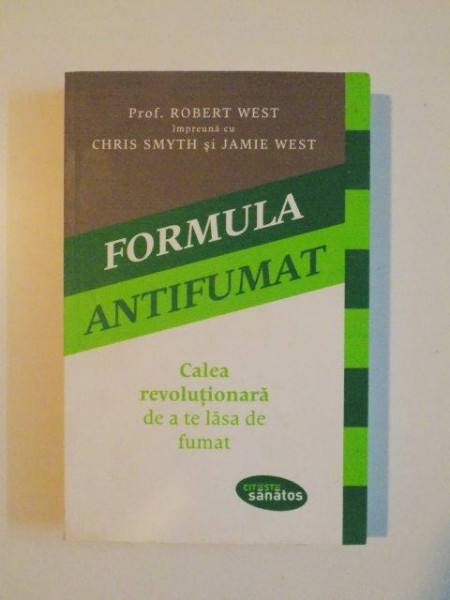 Prof. ROBERT WEST
împreună cu
CHRIS SMYTH și JAMIE WEST
FORMULA
ANTIFUMAT
Calea
revoluționară
de a te lăsa de
fumat
CITEȘTE
sănătos